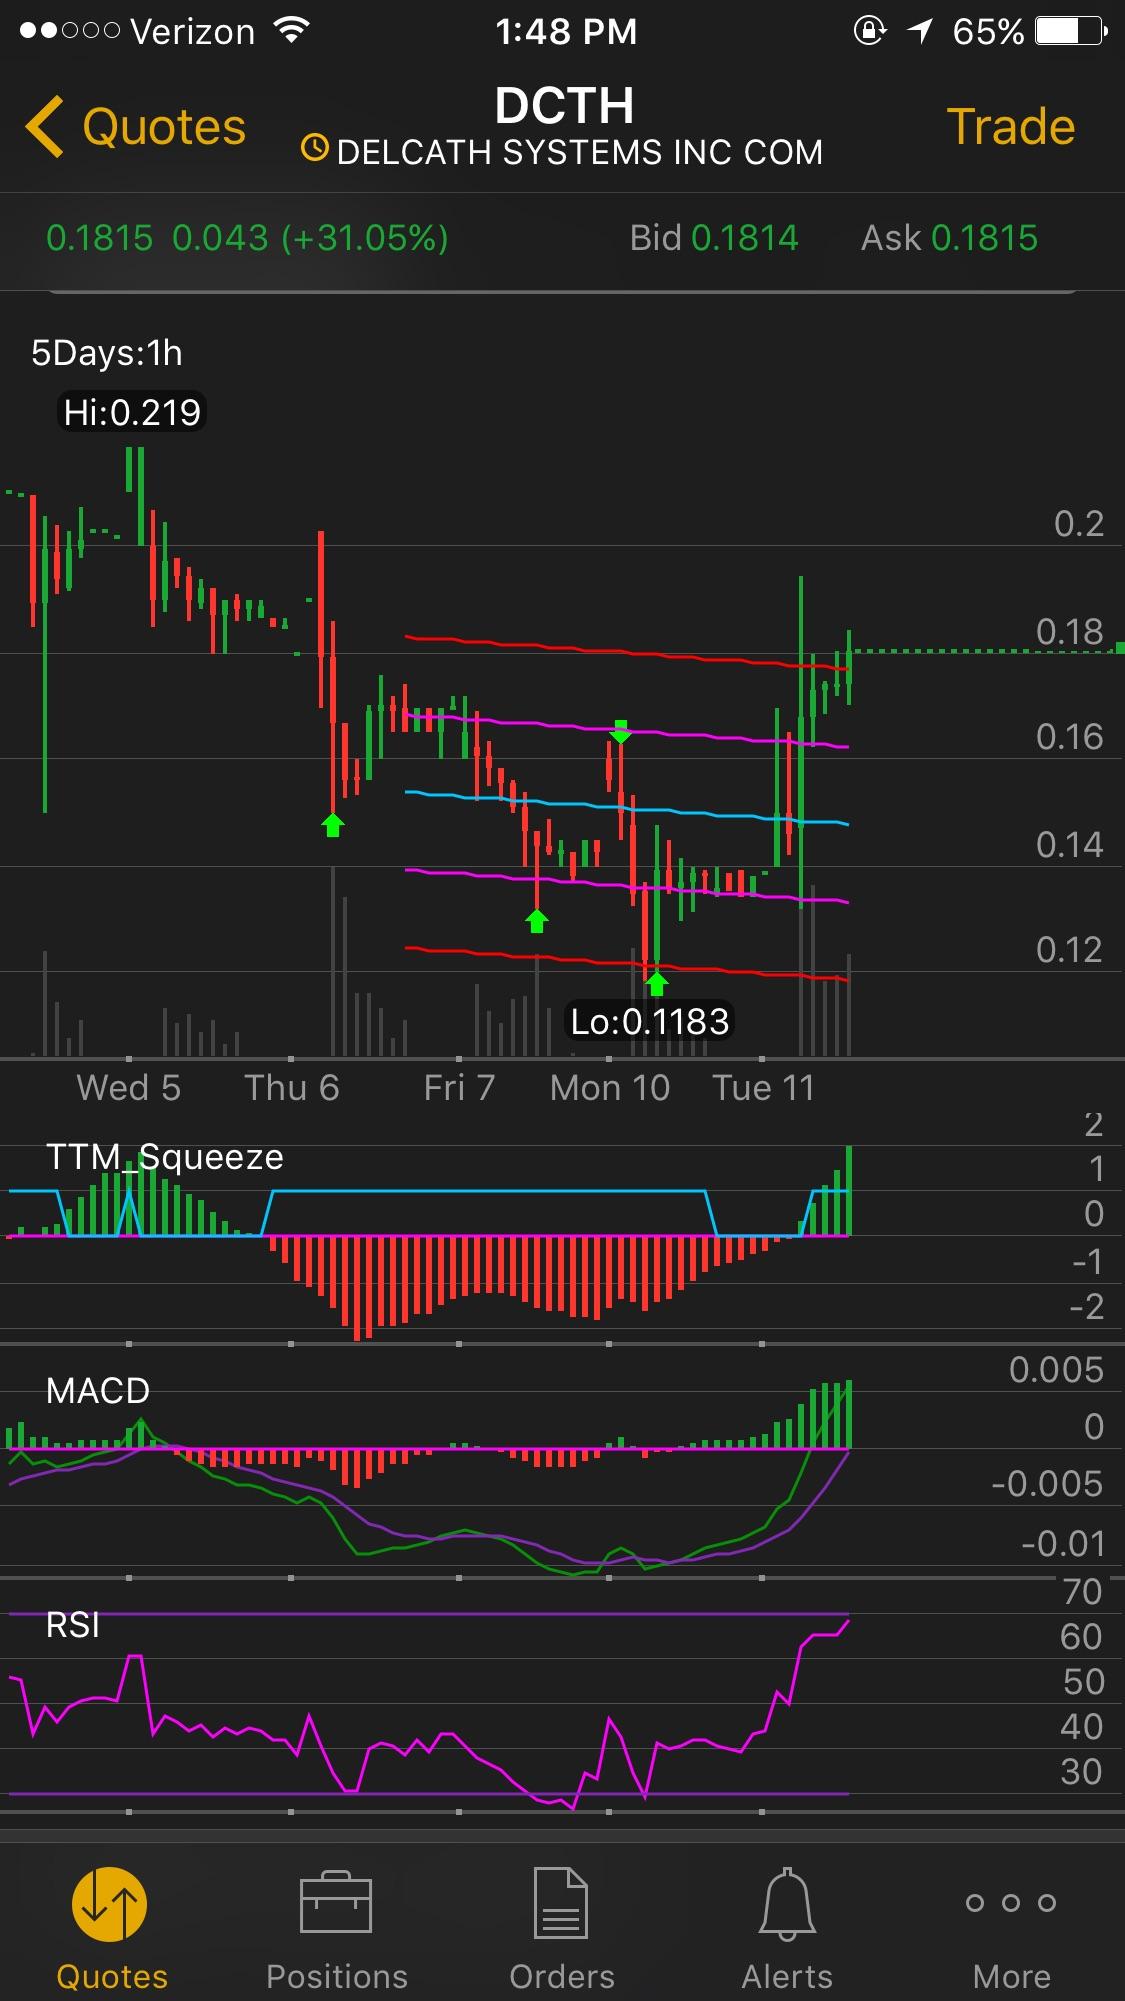 Verizon 1:48 PM 65%
Quotes DCTH Trade
DELCATH SYSTEMS INC COM
0.1815 0.043 (+31.05%) Bid 0.1814 Ask 0.1815
5Days:1h
Hi:0.219
0.2
0.18
0.16
0.14
0.12
Lo:0.1183
Wed 5 Thu 6 Fri 7 Mon 10 Tue 11
TTM_Squeeze
2
1
0
-1
-2
MACD
0.005
0
-0.005
-0.01
RSI
70
60
50
40
30
Quotes Positions Orders Alerts More